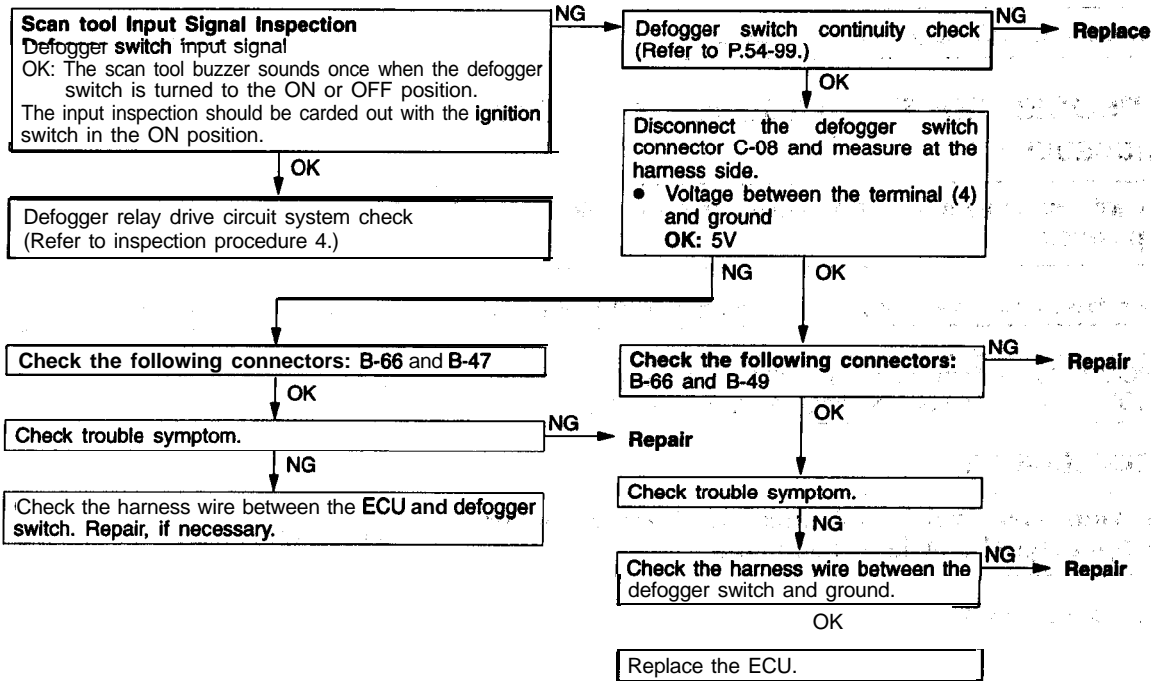 Scan tool Input Signal Inspection
Defogger switch input signal
OK: The scan tool buzzer sounds once when the defogger
switch is turned to the ON or OFF position.
The input inspection should be carded out with the ignition
switch in the ON position.
NG
Defogger switch continuity check
(Refer to P.54-99.)
NG
Replace
OK
OK
Defogger relay drive circuit system check
(Refer to inspection procedure 4.)
Disconnect the defogger switch
connector C-08 and measure at the
harness side.
• Voltage between the terminal (4)
and ground
OK: 5V
NG
OK
Check the following connectors: B-66 and B-47
OK
Check trouble symptom.
NG
Repair
NG
Check the harness wire between the ECU and defogger
switch. Repair, if necessary.
Check the following connectors:
B-66 and B-49
NG
Repair
OK
Check trouble symptom.
NG
Check the harness wire between the
defogger switch and ground.
NG
Repair
OK
Replace the ECU.